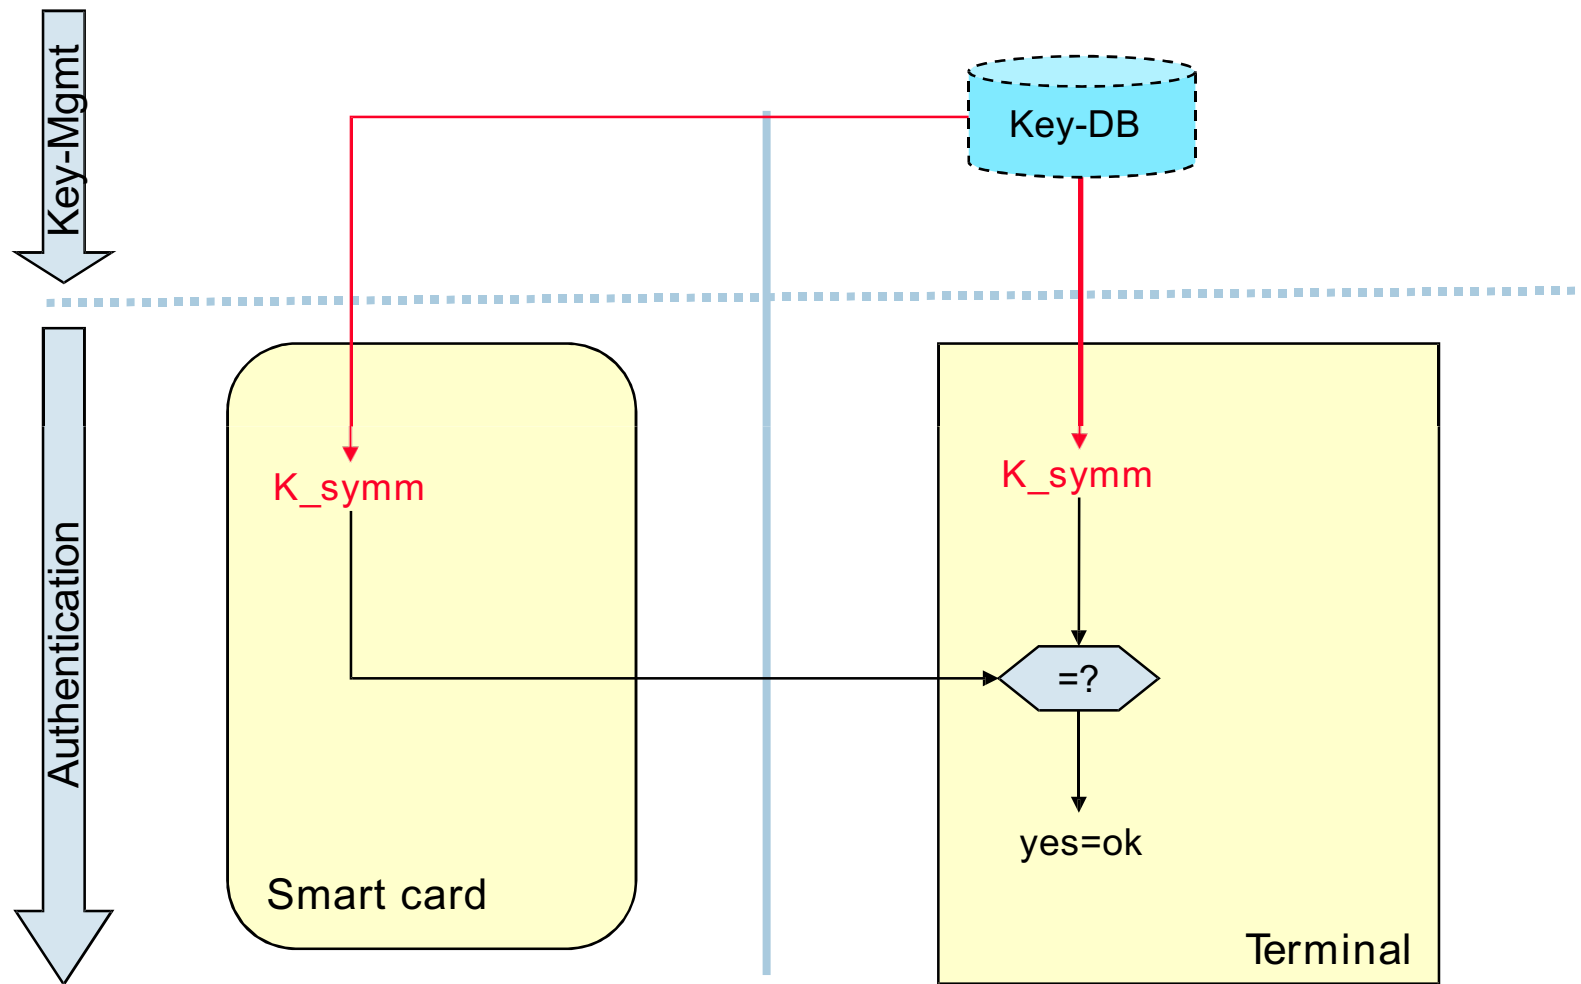 Key-Mgmt
Key-DB
K_symm
K_symm
Authentication
=?
yes=ok
Smart card
Terminal